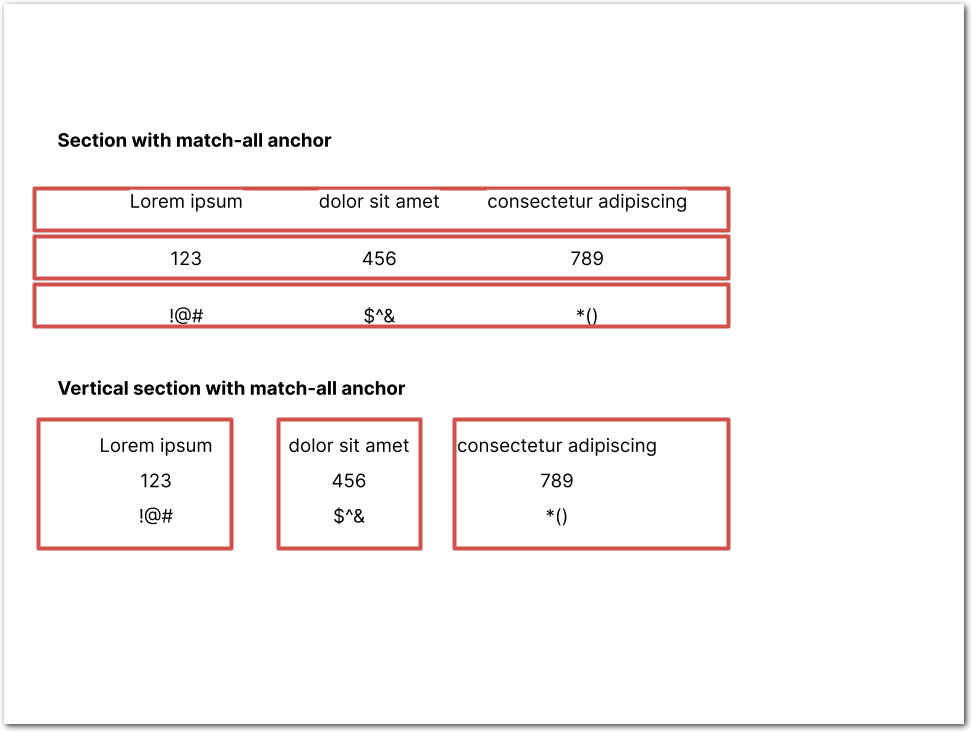 Section with match-all anchor
Lorem ipsum dolor sit amet consectetur adipiscing
123 456 789
!@# $^& *()
Vertical section with match-all anchor
Lorem ipsum dolor sit amet consectetur adipiscing
123 456 789
!@# $^& *()